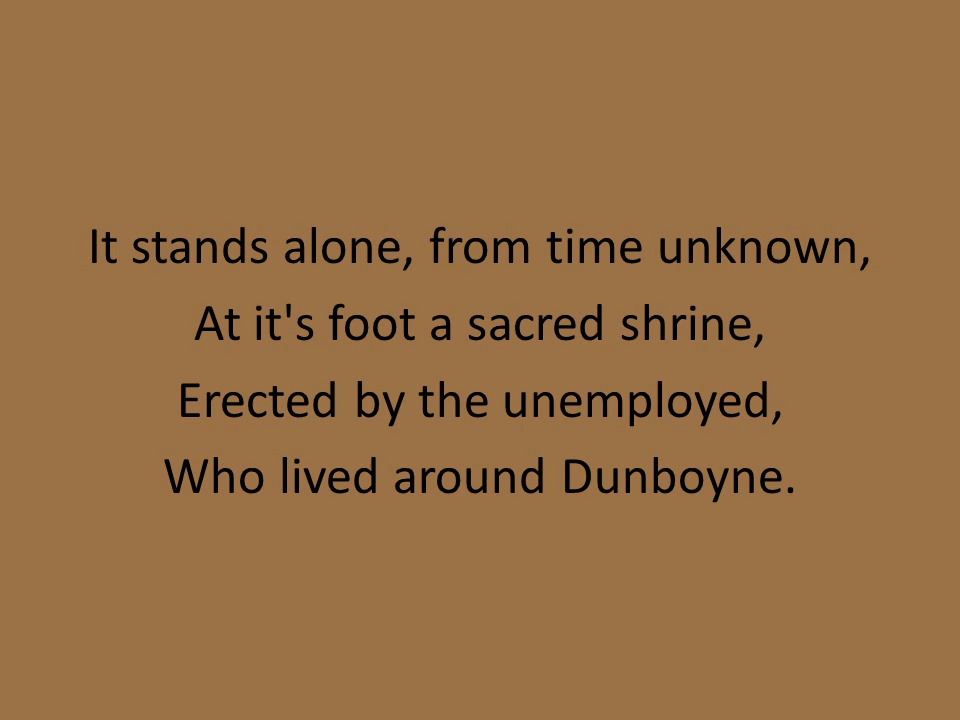 It stands alone, from time unknown,
At it's foot a sacred shrine,
Erected by the unemployed,
Who lived around Dunboyne.